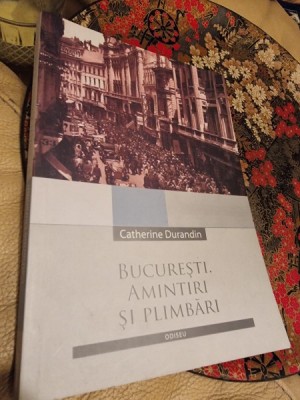 Catherine Durandin
BUCUREȘTI.
AMINTIRI
ȘI PLIMBĂRI
ODISEU